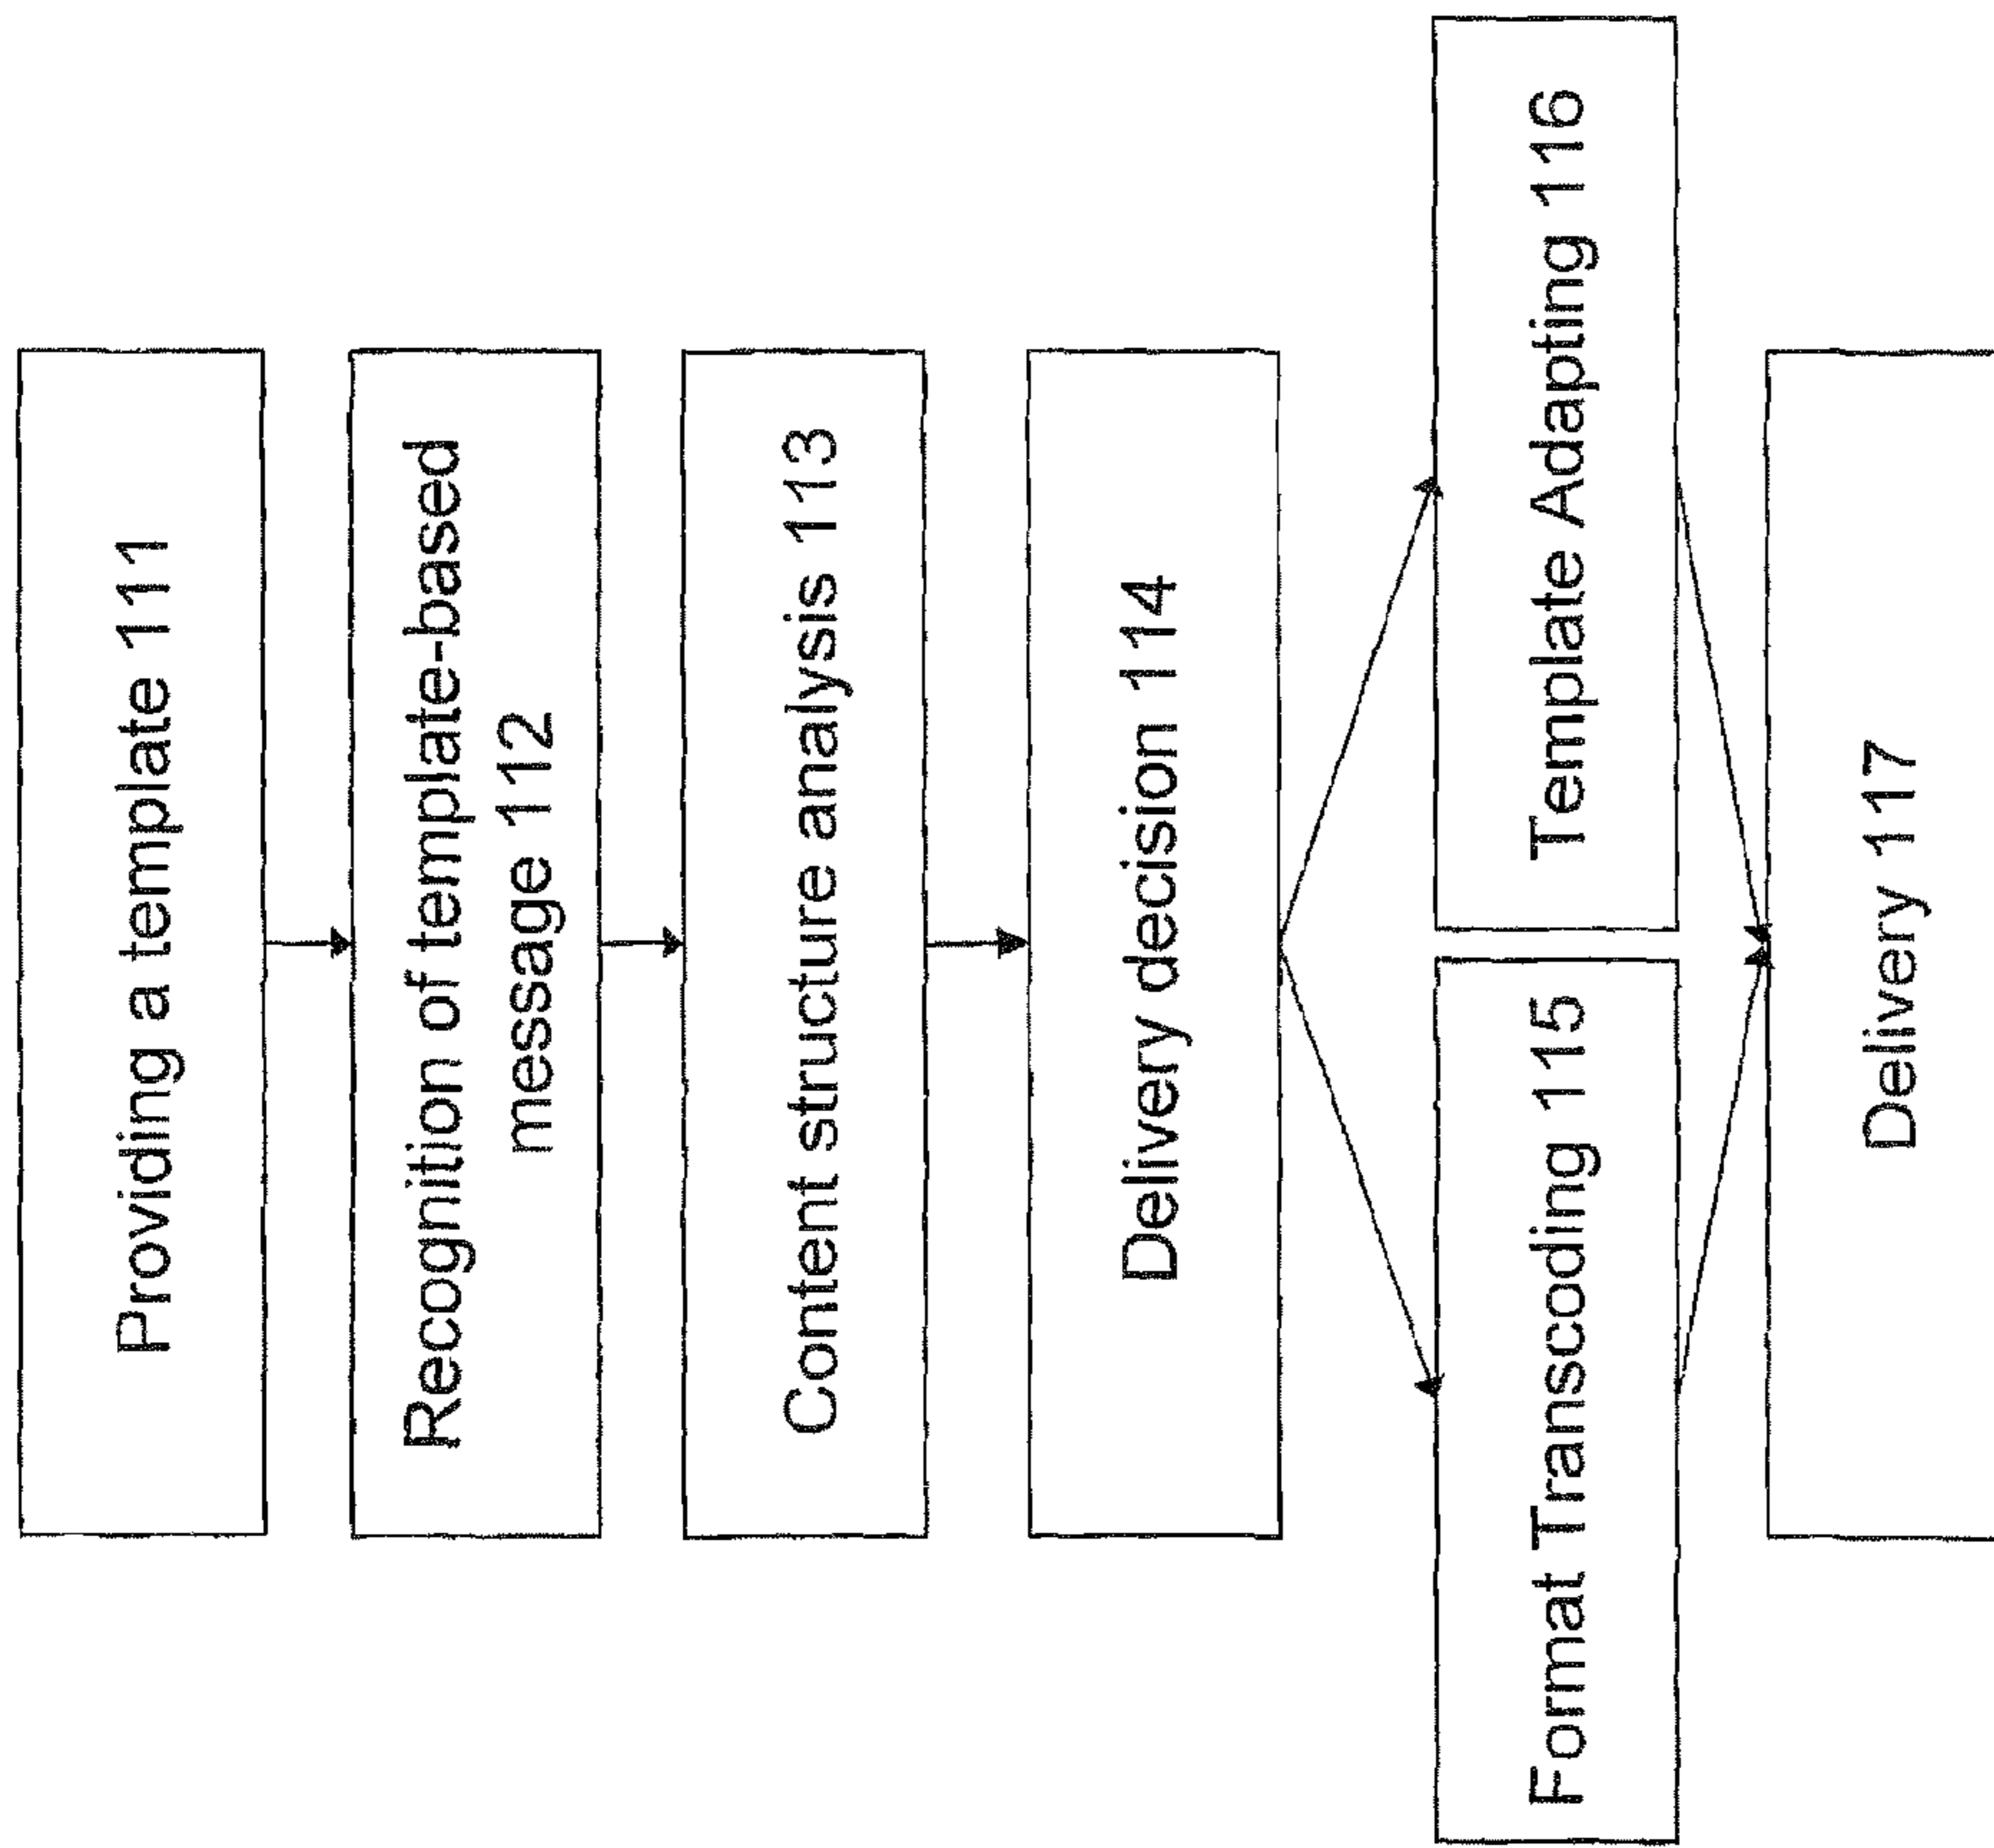 Providing a template 111
Recognition of template-based
message 112
Content structure analysis 113
Delivery decision 114
Format Transcoding 115
Template Adapting 116
Delivery 117